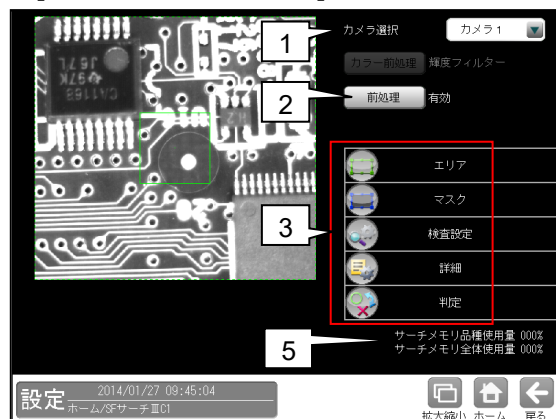 1
カメラ選択
カメラ1
カラー前処理
輝度フィルター
2
前処理
有効
J67L
97K
CA1168
HZ
3
エリア
マスク
検査設定
詳細
判定
5
サーチメモリ品種使用量 000%
サーチメモリ全体使用量 000%
設定
2014/01/27 09:45:04
ホーム/SFサーチⅢC1
拡大縮小
ホーム
戻る